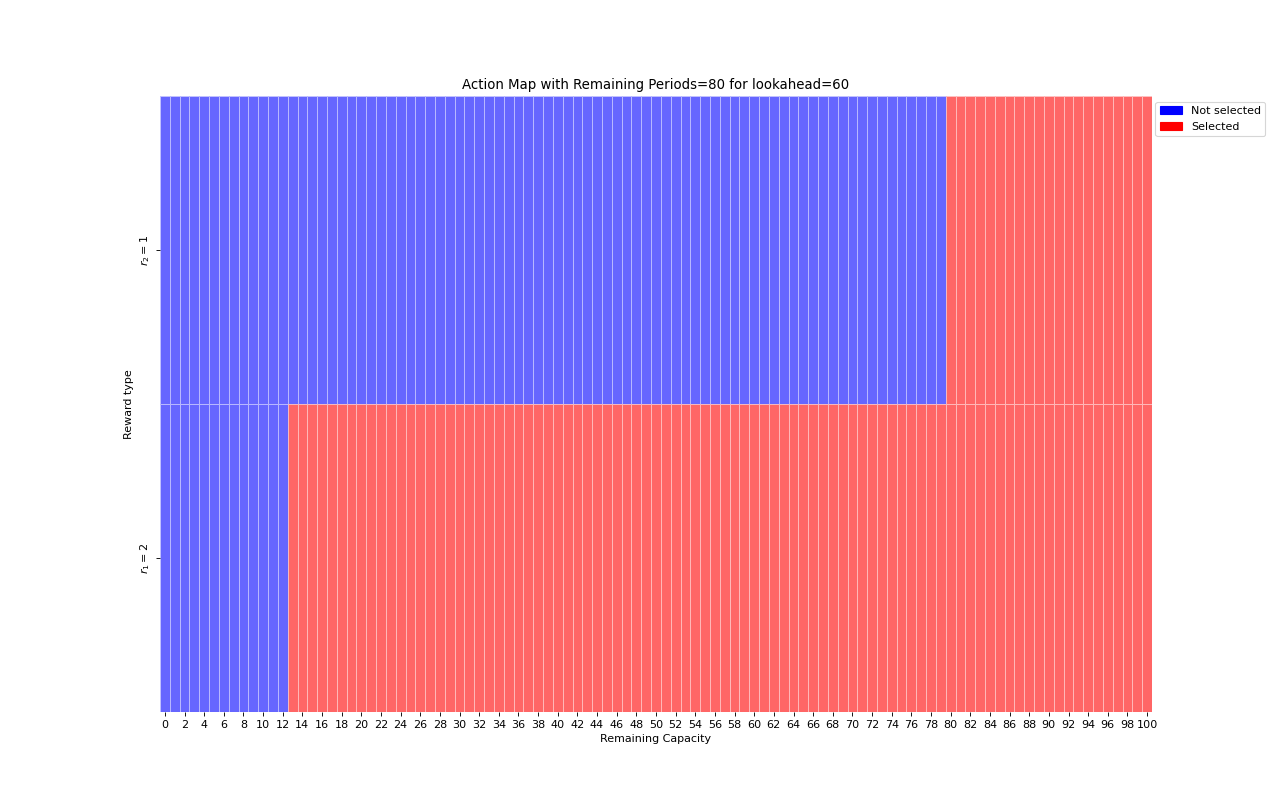 Action Map with Remaining Periods=80 for lookahead=60
Not selected
Selected
r₂ = 1
Reward type
r₁ = 2
0 2 4 6 8 10 12 14 16 18 20 22 24 26 28 30 32 34 36 38 40 42 44 46 48 50 52 54 56 58 60 62 64 66 68 70 72 74 76 78 80 82 84 86 88 90 92 94 96 98 100
Remaining Capacity